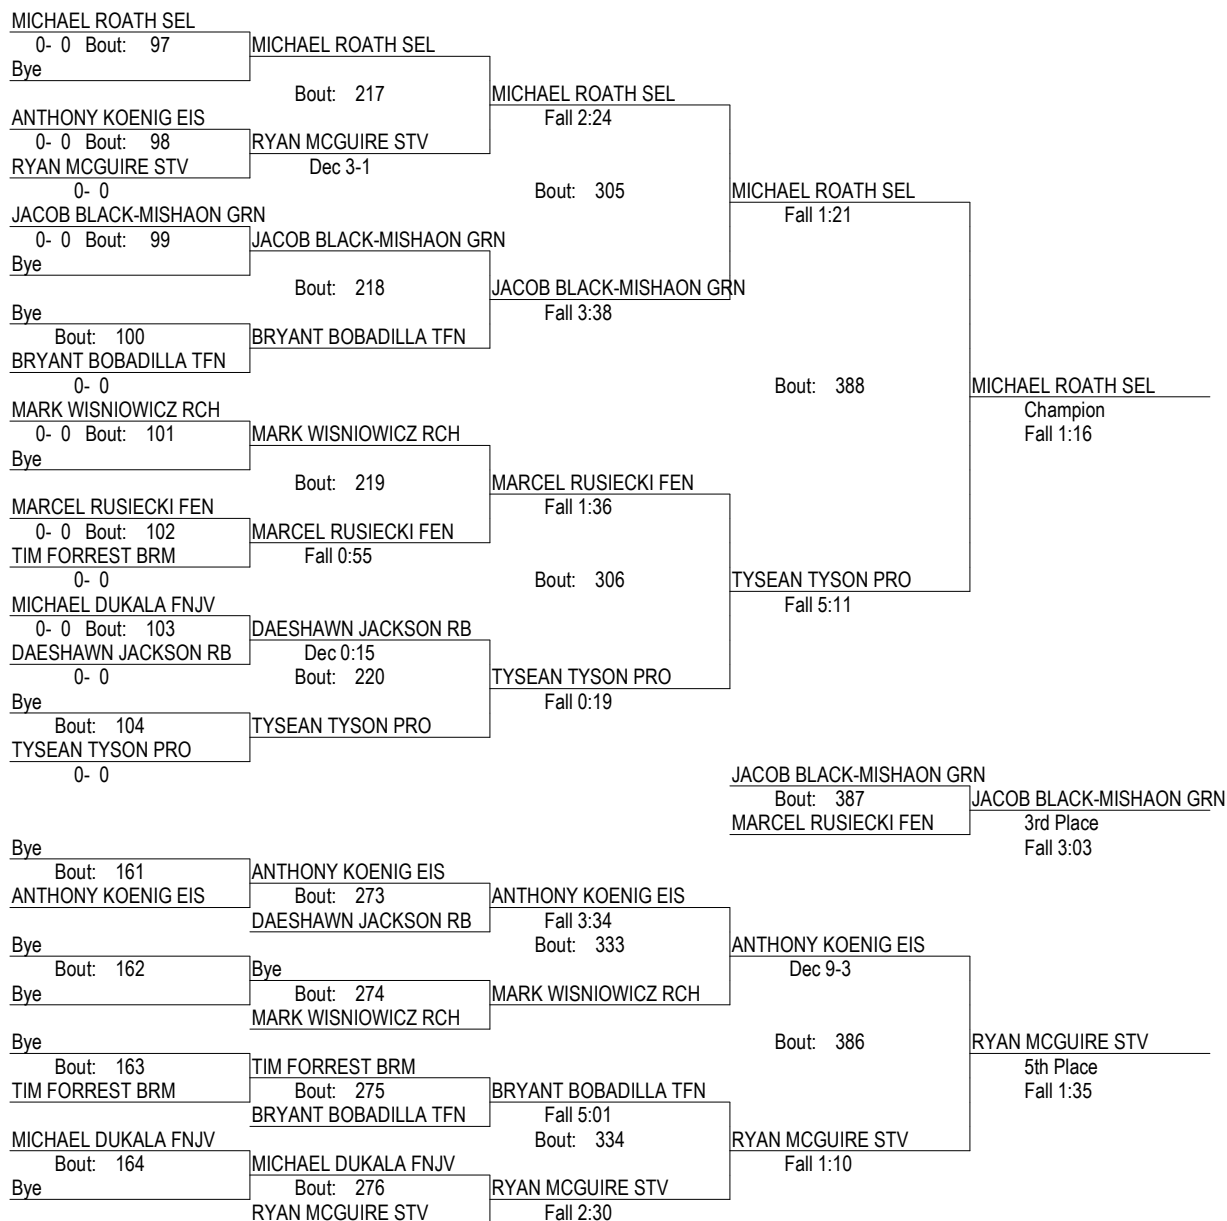 MICHAEL ROATH SEL
0- 0 Bout: 97
Bye
MICHAEL ROATH SEL
Bout: 217
MICHAEL ROATH SEL
Fall 2:24
ANTHONY KOENIG EIS
0- 0 Bout: 98
RYAN MCGUIRE STV
0- 0
RYAN MCGUIRE STV
Dec 3-1
Bout: 305
MICHAEL ROATH SEL
Fall 1:21
JACOB BLACK-MISHAON GRN
0- 0 Bout: 99
Bye
JACOB BLACK-MISHAON GRN
Bout: 218
JACOB BLACK-MISHAON GRN
Fall 3:38
Bye
Bout: 100
BRYANT BOBADILLA TFN
0- 0
BRYANT BOBADILLA TFN
Bout: 388
MICHAEL ROATH SEL
Champion
Fall 1:16
MARK WISNIOWICZ RCH
0- 0 Bout: 101
Bye
MARK WISNIOWICZ RCH
Bout: 219
MARCEL RUSIECKI FEN
Fall 1:36
MARCEL RUSIECKI FEN
0- 0 Bout: 102
TIM FORREST BRM
0- 0
MARCEL RUSIECKI FEN
Fall 0:55
Bout: 306
TYSEAN TYSON PRO
Fall 5:11
MICHAEL DUKALA FNJV
0- 0 Bout: 103
DAESHAWN JACKSON RB
0- 0
DAESHAWN JACKSON RB
Dec 0:15
Bout: 220
TYSEAN TYSON PRO
Fall 0:19
Bye
Bout: 104
TYSEAN TYSON PRO
0- 0
TYSEAN TYSON PRO
JACOB BLACK-MISHAON GRN
Bout: 387
MARCEL RUSIECKI FEN
JACOB BLACK-MISHAON GRN
3rd Place
Fall 3:03
Bye
Bout: 161
ANTHONY KOENIG EIS
ANTHONY KOENIG EIS
Bout: 273
DAESHAWN JACKSON RB
ANTHONY KOENIG EIS
Fall 3:34
Bout: 333
ANTHONY KOENIG EIS
Dec 9-3
Bye
Bout: 162
Bye
Bye
Bout: 274
MARK WISNIOWICZ RCH
MARK WISNIOWICZ RCH
Bout: 386
RYAN MCGUIRE STV
5th Place
Fall 1:35
Bye
Bout: 163
TIM FORREST BRM
TIM FORREST BRM
Bout: 275
BRYANT BOBADILLA TFN
BRYANT BOBADILLA TFN
Fall 5:01
Bout: 334
RYAN MCGUIRE STV
Fall 1:10
MICHAEL DUKALA FNJV
Bout: 164
Bye
MICHAEL DUKALA FNJV
Bout: 276
RYAN MCGUIRE STV
RYAN MCGUIRE STV
Fall 2:30